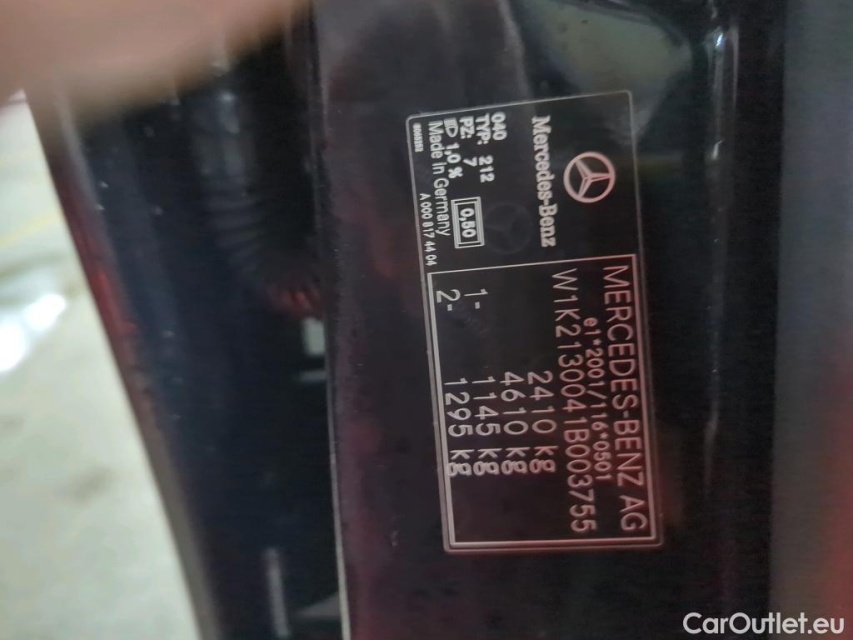 MERCEDES-BENZ AG
e1*2001/116*0501
W1K2130041B003755
2410 kg
4610 kg
1- 1145 kg
2- 1295 kg
Mercedes-Benz
040
TYP: 212
PZ: 7
ID 1,0 %
0,50
Made in Germany
A 000 817 44 04
CarOutlet.eu